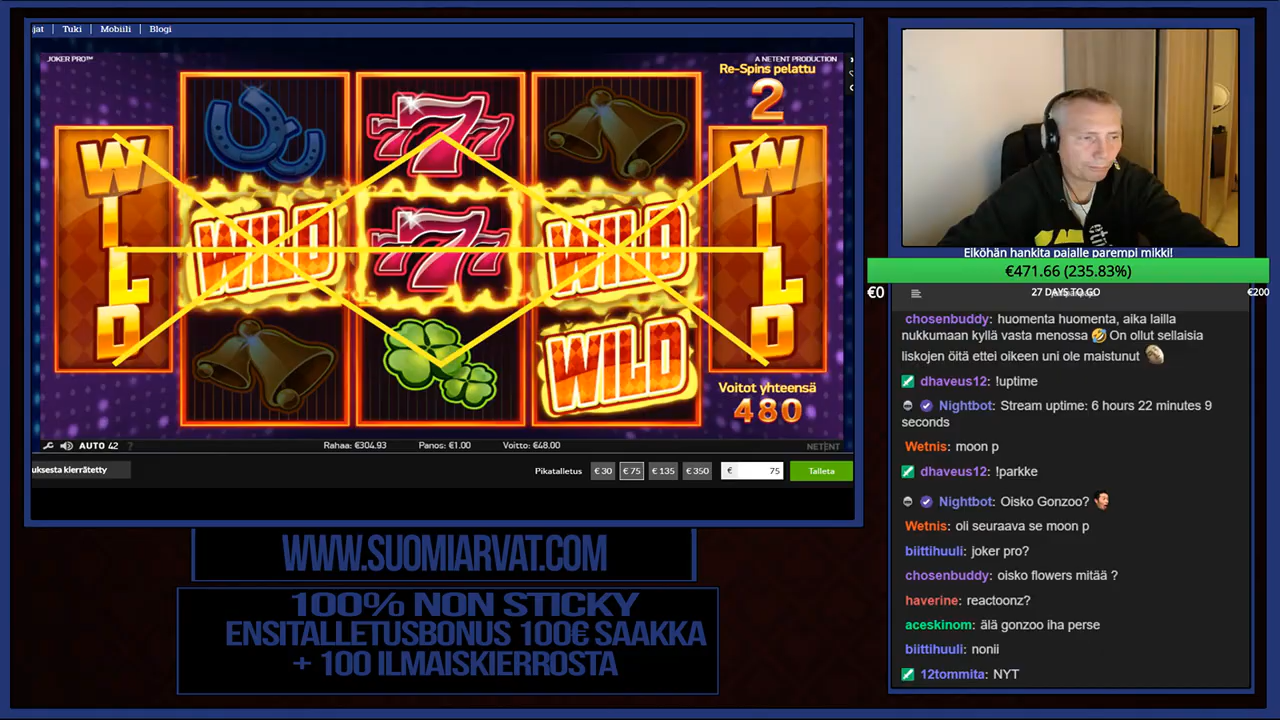 Tuki
Mobiili
Blogi
JOKER PRO™
A NETENT PRODUCTION
Re-Spins pelattu
2
WILD
777
WILD
WILD
777
WILD
WILD
WILD
Voitot yhteensä
480
AUTO 42
?
Rahaa: €304.93
Panos: €1.00
Voitto: €48.00
NETENT
uksesta kierrätetty
Pikatalletus
€ 30
€ 75
€ 135
€ 350
€ 75
Talleta
WWW.SUOMIARVAT.COM
100% NON STICKY
ENSITALLETUSBONUS 100€ SAAKKA
+ 100 ILMAISKIERROSTA
Eiköhän hankita pajalle parempi mikki!
€471.66 (235.83%)
€0
27 DAYS TO GO
€200
chosenbuddy: huomenta huomenta, aika lailla
nukkumaan kyllä vasta menossa 🤣 On ollut sellaisia
liskojen öitä ettei oikeen uni ole maistunut
dhaveus12: !uptime
Nightbot: Stream uptime: 6 hours 22 minutes 9
seconds
Wetnis: moon p
dhaveus12: !parkke
Nightbot: Oisko Gonzoo?
Wetnis: oli seuraava se moon p
biittihuuli: joker pro?
chosenbuddy: oisko flowers mitää ?
haverine: reactoonz?
aceskinom: älä gonzoo iha perse
biittihuuli: nonii
12tommita: NYT